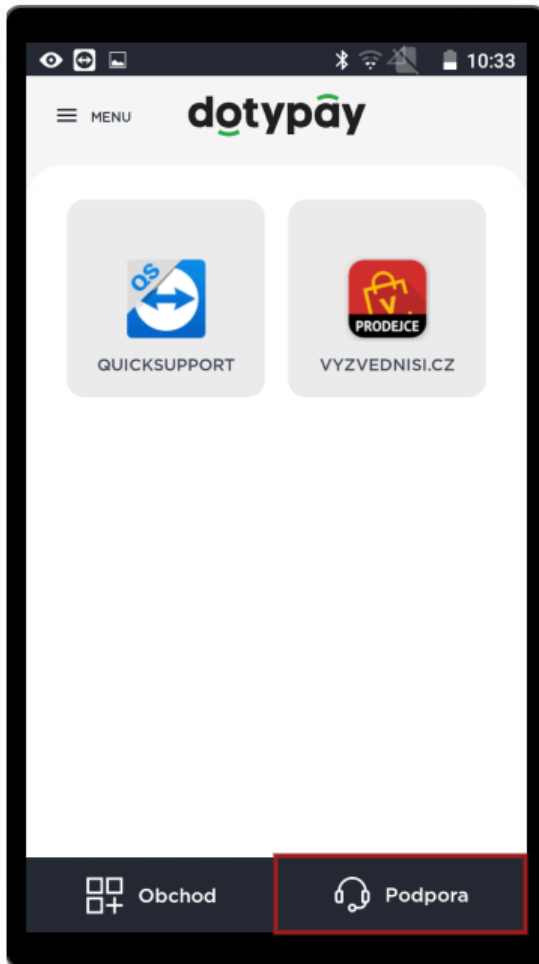 10:33
MENU
dotypay
QS
V
PRODEJCE
QUICKSUPPORT
VYZVEDNISI.CZ
Obchod
Podpora